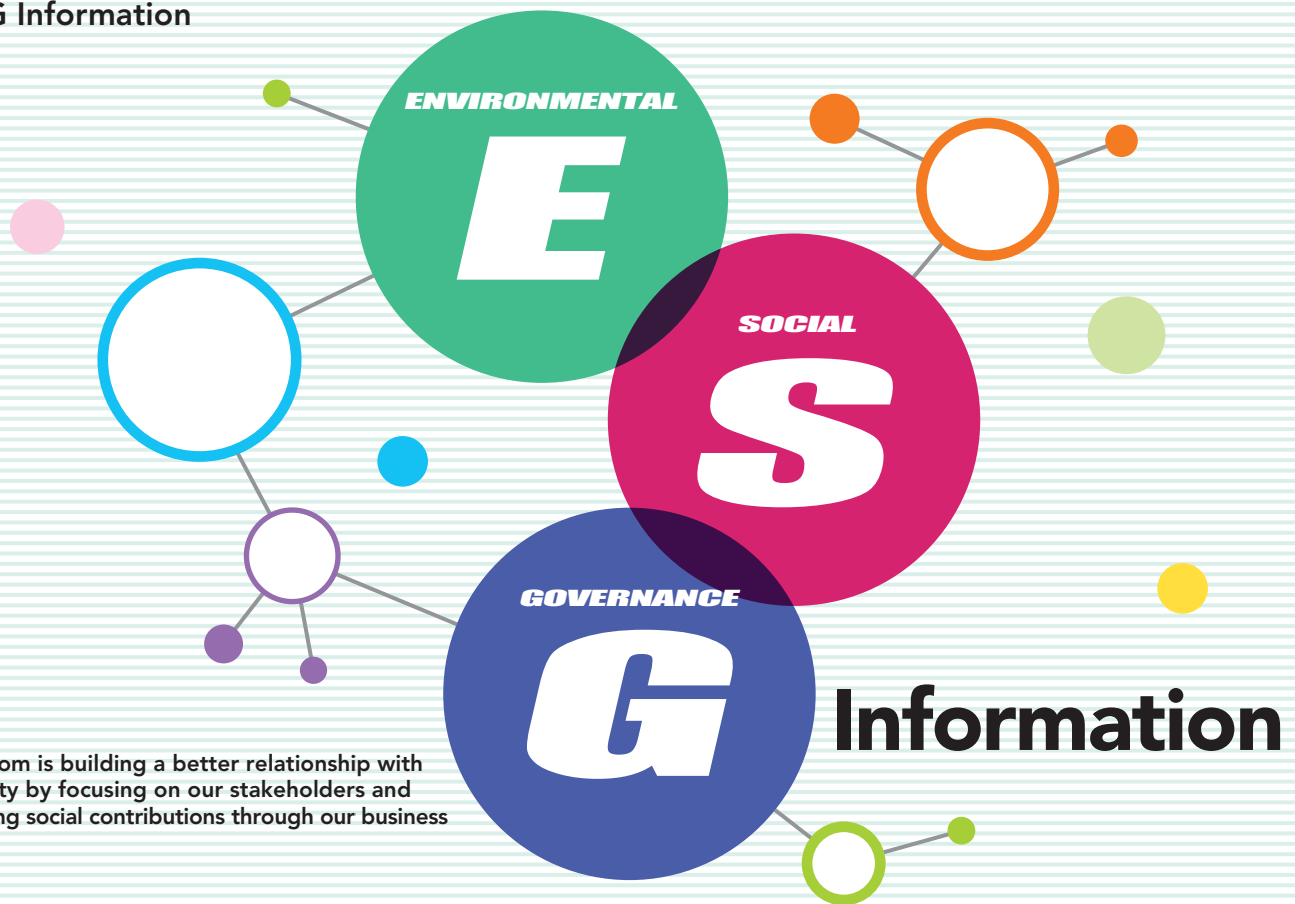 G Information
ENVIRONMENTAL
E
SOCIAL
S
GOVERNANCE
G
Information
om is building a better relationship with
ty by focusing on our stakeholders and
ng social contributions through our business